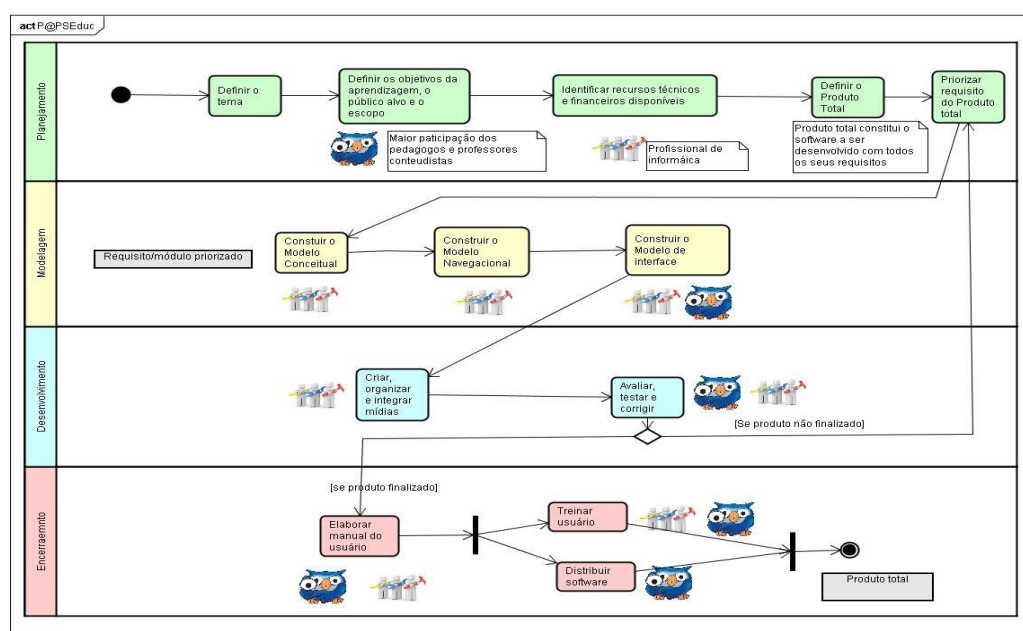 act P@PSEduc
Planejamento
Definir o
tema
Definir os objetivos da
aprendizagem, o
público alvo e o
escopo
Identificar recursos técnicos
e financeiros disponíveis
Definir o
Produto
Total
Priorizar
requisito
do Produto
total
Maior paticipação dos
pedagogos e professores
conteudistas
Profissional de
informáica
Produto total constitui o
software a ser
desenvolvido com todos
os seus requisitos
Modelagem
Requisito/módulo priorizado
Constuir o
Modelo
Conceitual
Construir o
Modelo
Navegacional
Construir o
Modelo de
interface
Desenvolvimento
Criar,
organizar
e integrar
mídias
Avaliar,
testar e
corrigir
[Se produto não finalizado]
Encerraemnto
[se produto finalizado]
Elaborar
manual do
usuário
Treinar
usuário
Distribuir
software
Produto total